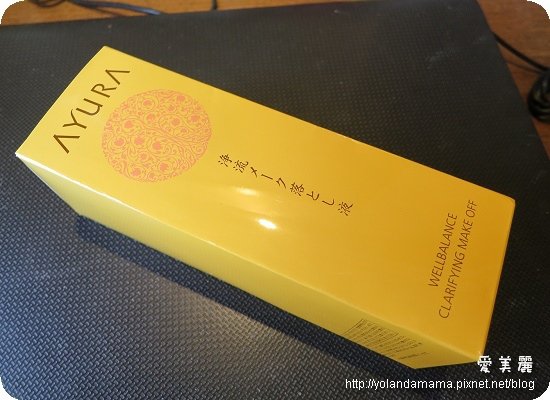 AYURA
浄流メーク落とし液
WELLBALANCE
CLARIFYING MAKE OFF
愛美麗
http://yolandamama.pixnet.net/blog